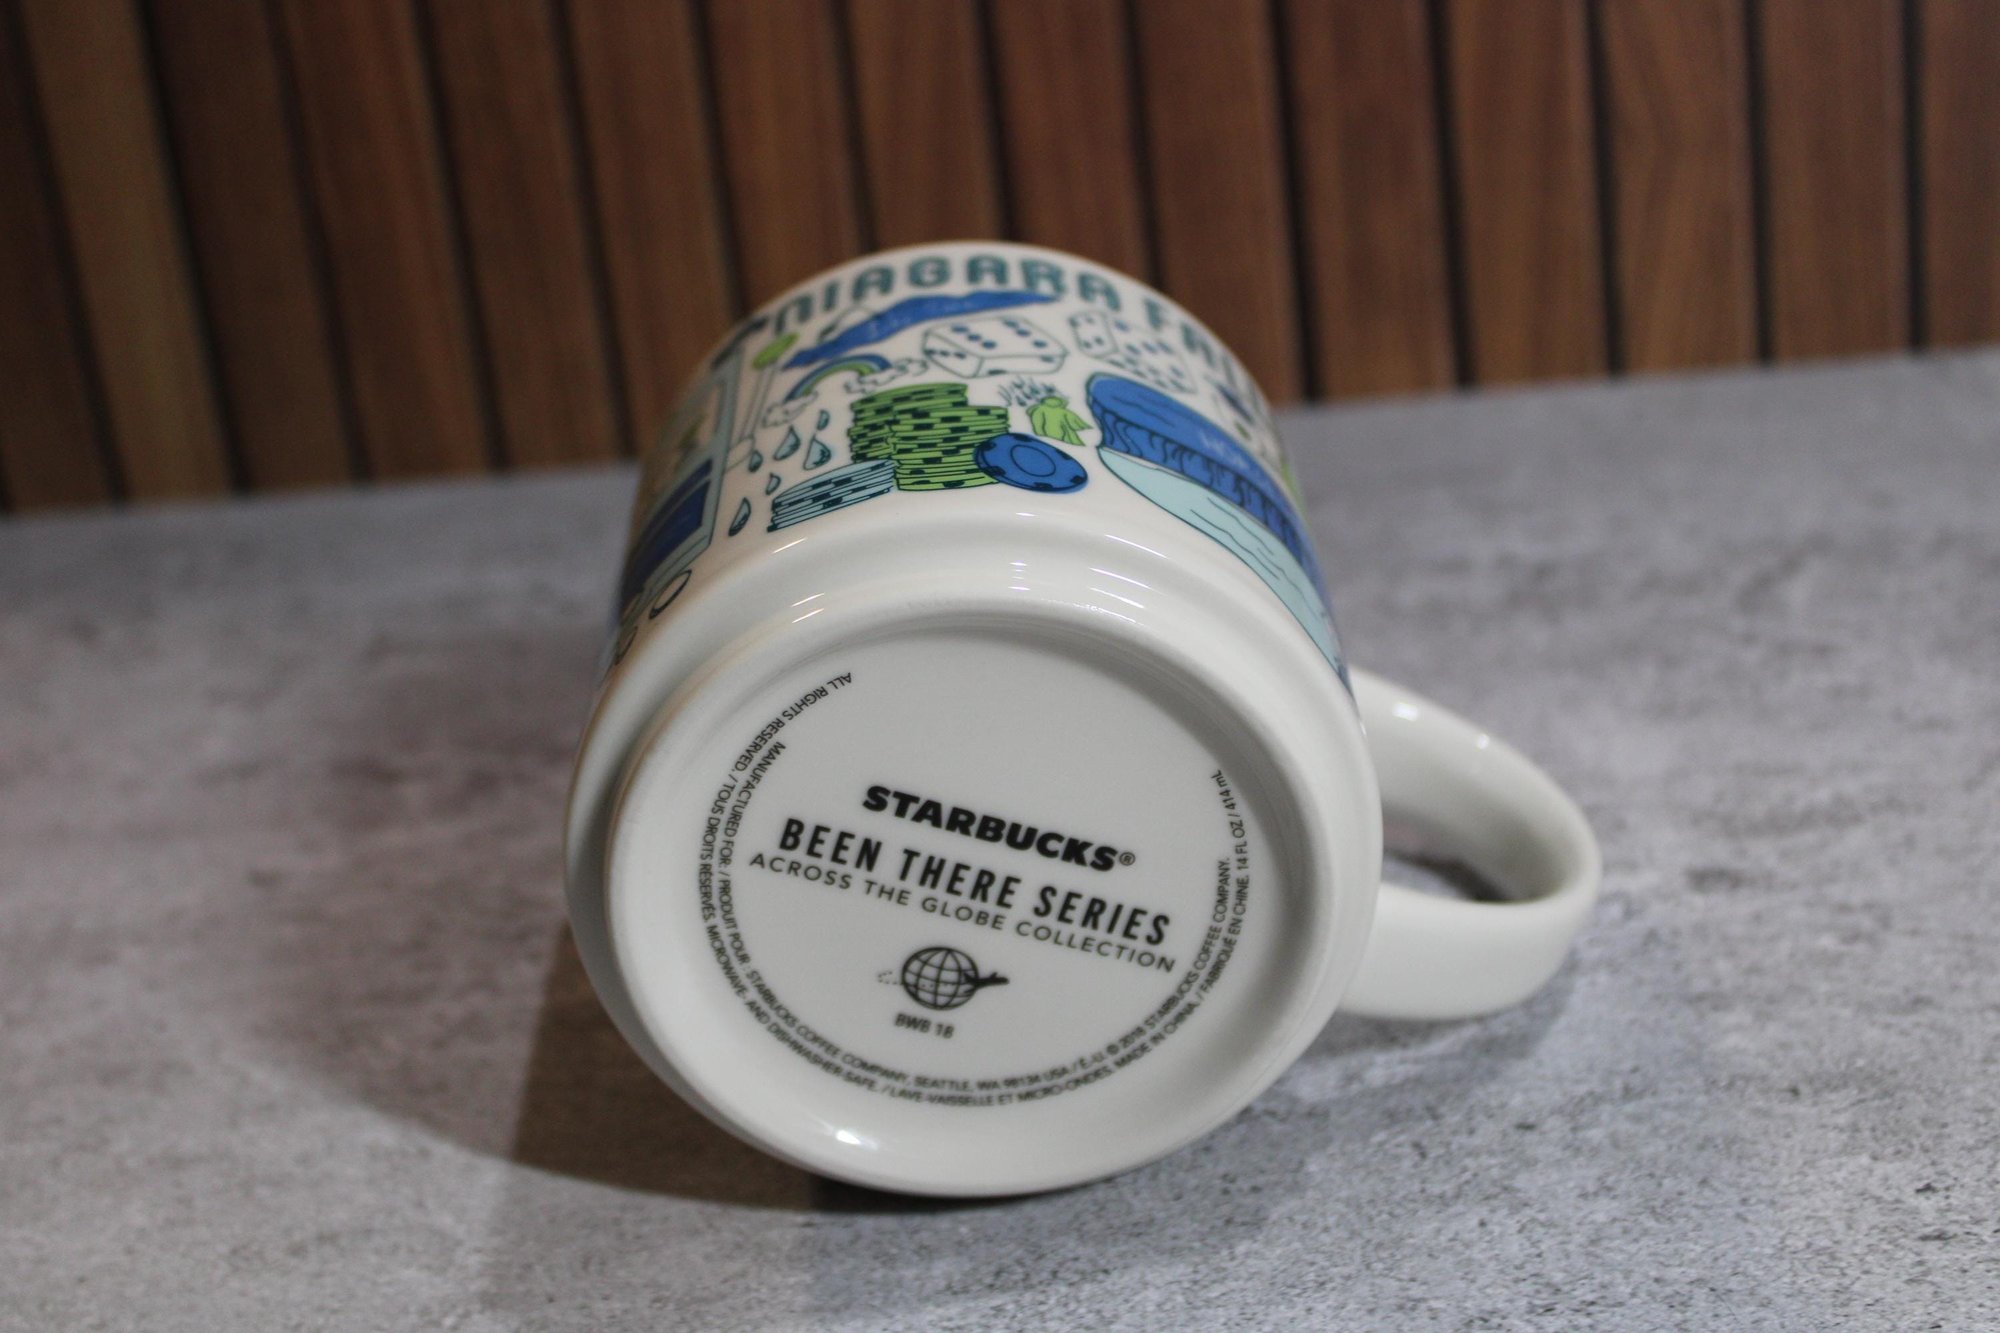 NIAGARA FALLS
STARBUCKS®
BEEN THERE SERIES
ACROSS THE GLOBE COLLECTION
BWB 18
MANUFACTURED FOR: / PRODUIT POUR : STARBUCKS COFFEE COMPANY, SEATTLE, WA 98134 USA / É.-U. © 2018 STARBUCKS COFFEE COMPANY.
ALL RIGHTS RESERVED. / TOUS DROITS RÉSERVÉS. MICROWAVE- AND DISHWASHER-SAFE. / LAVE-VAISSELLE ET MICRO-ONDES. MADE IN CHINA. / FABRIQUÉ EN CHINE. 14 FL OZ / 414 mL